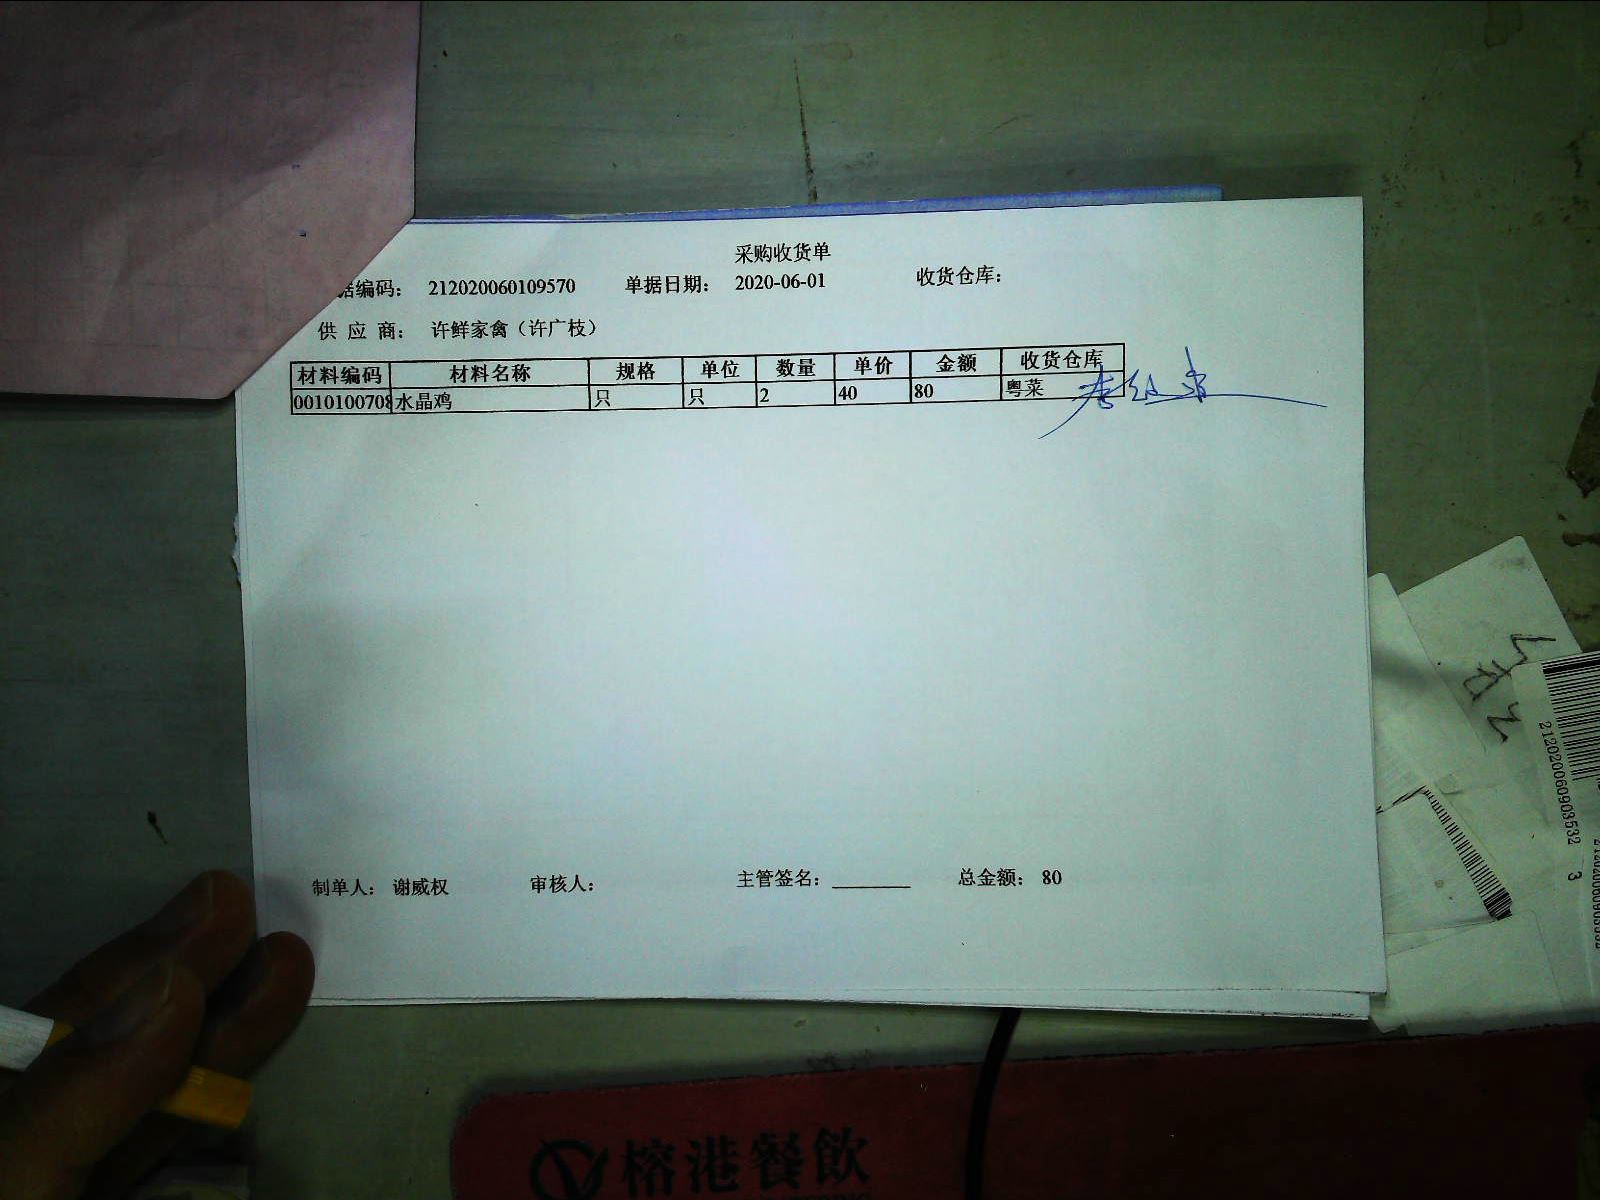 采购收货单
据编码： 212020060109570 单据日期： 2020-06-01 收货仓库：
供 应 商： 许鲜家禽（许广枝）
材料编码 材料名称 规格 单位 数量 单价 金额 收货仓库
0010100708 水晶鸡 只 只 2 40 80 粤菜
制单人： 谢威权 审核人： 主管签名：________ 总金额： 80
212020060903532 3
榕港餐飲